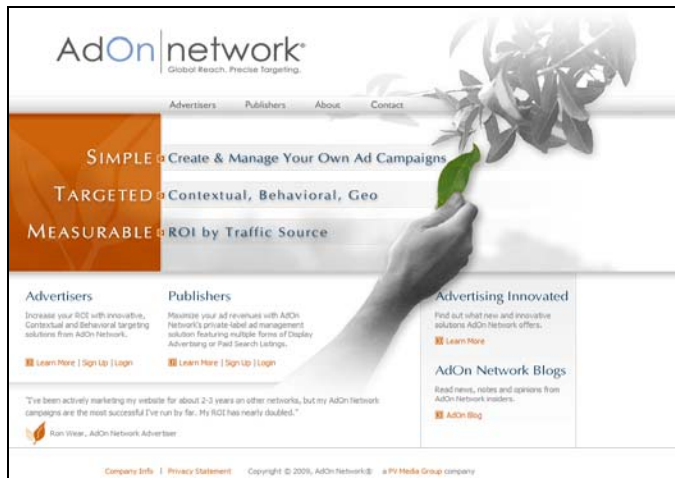 AdOn network®
Global Reach. Precise Targeting.
Advertisers Publishers About Contact
SIMPLE Create & Manage Your Own Ad Campaigns
TARGETED Contextual, Behavioral, Geo
MEASURABLE ROI by Traffic Source
Advertisers
Increase your ROI with innovative,
Contextual and Behavioral targeting
solutions from AdOn Network.
Learn More | Sign Up | Login
Publishers
Maximize your ad revenues with AdOn
Network's private-label ad management
solution featuring multiple forms of Display
Advertising or Paid Search Listings.
Learn More | Sign Up | Login
Advertising Innovated
Find out what new and innovative
solutions AdOn Network offers.
Learn More
AdOn Network Blogs
Read news, notes and opinions from
AdOn Network insiders.
AdOn Blog
"I've been actively marketing my website for about 2-3 years on other networks, but my AdOn Network
campaigns are the most successful I've run by far. My ROI has nearly doubled."
Ron Wear, AdOn Network Advertiser
Company Info | Privacy Statement Copyright © 2009, AdOn Network® a PV Media Group company